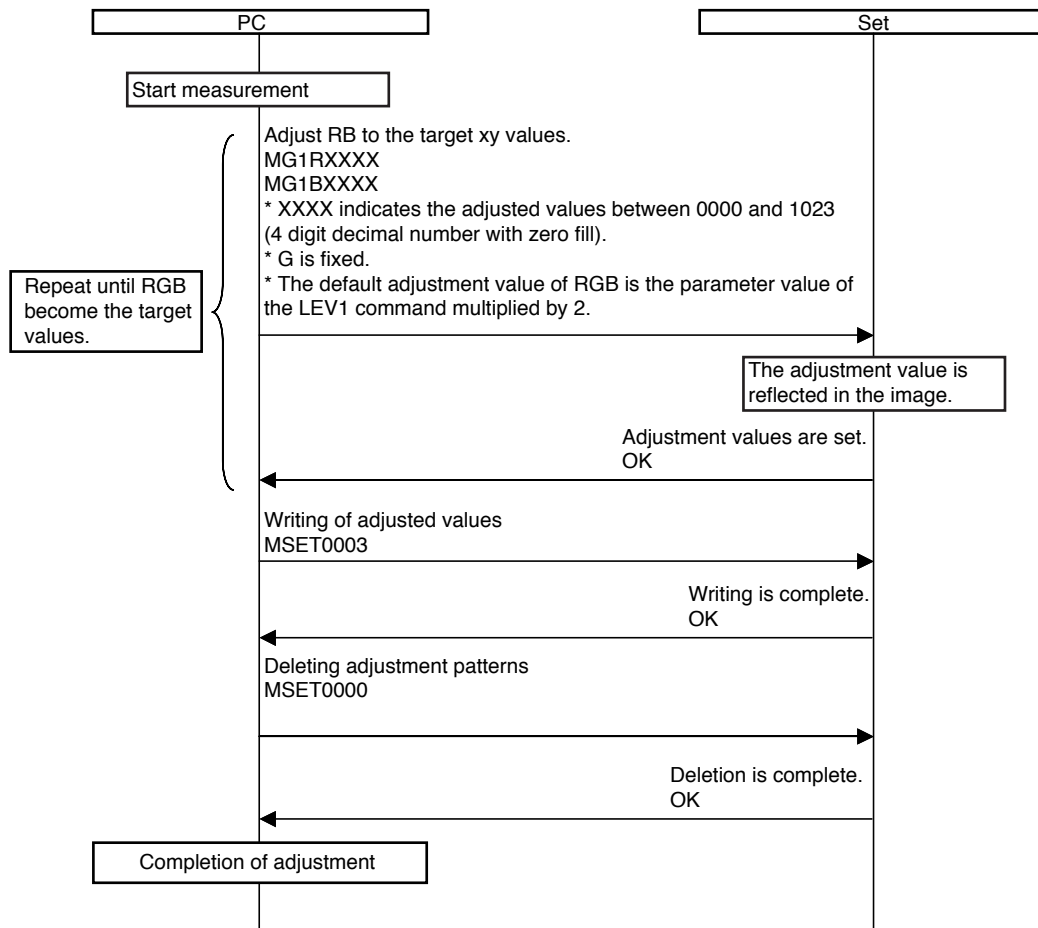 PC
Set
Start measurement
Adjust RB to the target xy values.
MG1RXXXX
MG1BXXXX
* XXXX indicates the adjusted values between 0000 and 1023
(4 digit decimal number with zero fill).
* G is fixed.
* The default adjustment value of RGB is the parameter value of
the LEV1 command multiplied by 2.
Repeat until RGB
become the target
values.
The adjustment value is
reflected in the image.
Adjustment values are set.
OK
Writing of adjusted values
MSET0003
Writing is complete.
OK
Deleting adjustment patterns
MSET0000
Deletion is complete.
OK
Completion of adjustment